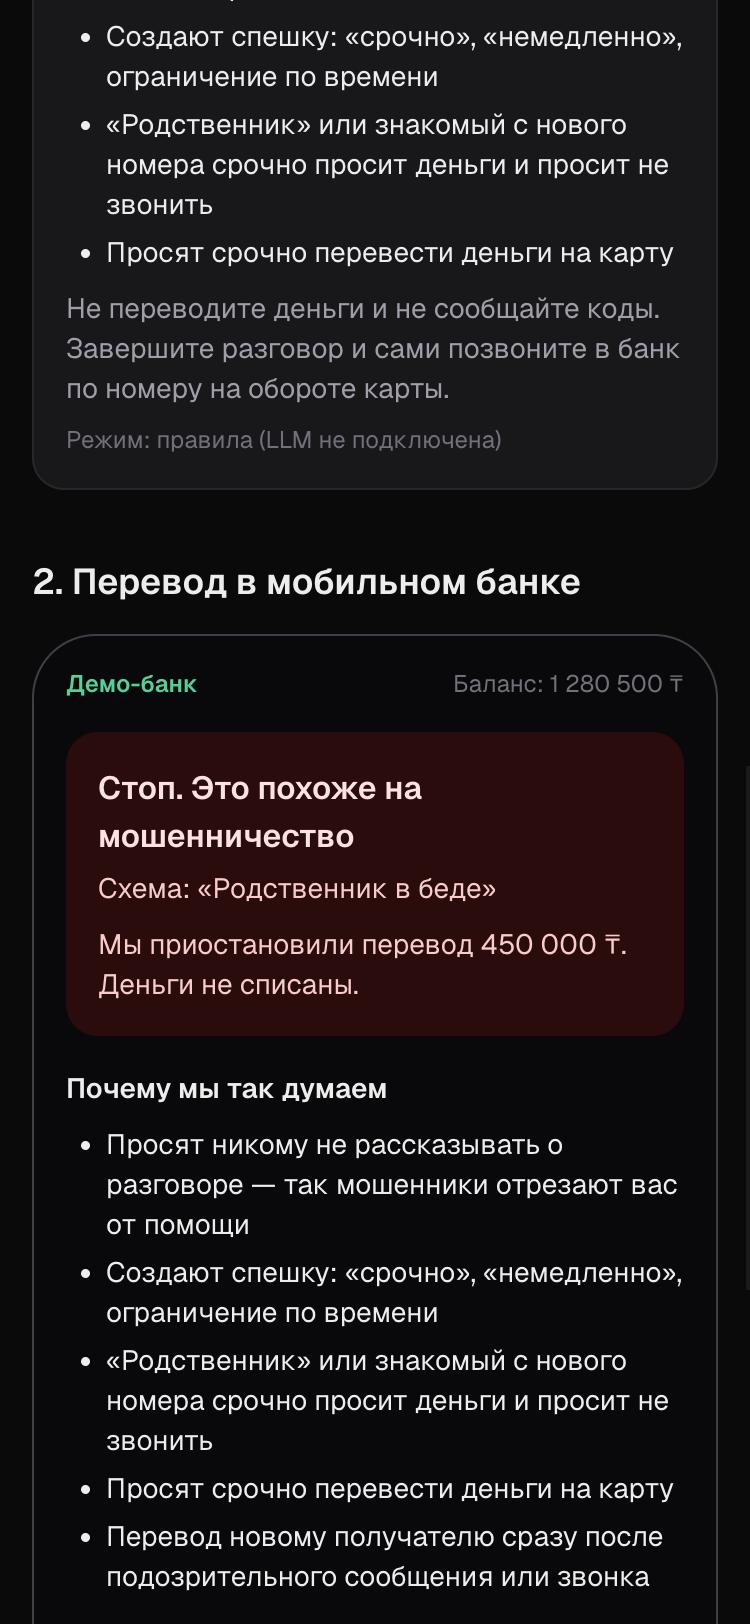 • Создают спешку: «срочно», «немедленно»,
ограничение по времени
• «Родственник» или знакомый с нового
номера срочно просит деньги и просит не
звонить
• Просят срочно перевести деньги на карту
Не переводите деньги и не сообщайте коды.
Завершите разговор и сами позвоните в банк
по номеру на обороте карты.
Режим: правила (LLM не подключена)
2. Перевод в мобильном банке
Демо-банк
Баланс: 1 280 500 ₸
Стоп. Это похоже на
мошенничество
Схема: «Родственник в беде»
Мы приостановили перевод 450 000 ₸.
Деньги не списаны.
Почему мы так думаем
• Просят никому не рассказывать о
разговоре — так мошенники отрезают вас
от помощи
• Создают спешку: «срочно», «немедленно»,
ограничение по времени
• «Родственник» или знакомый с нового
номера срочно просит деньги и просит не
звонить
• Просят срочно перевести деньги на карту
• Перевод новому получателю сразу после
подозрительного сообщения или звонка